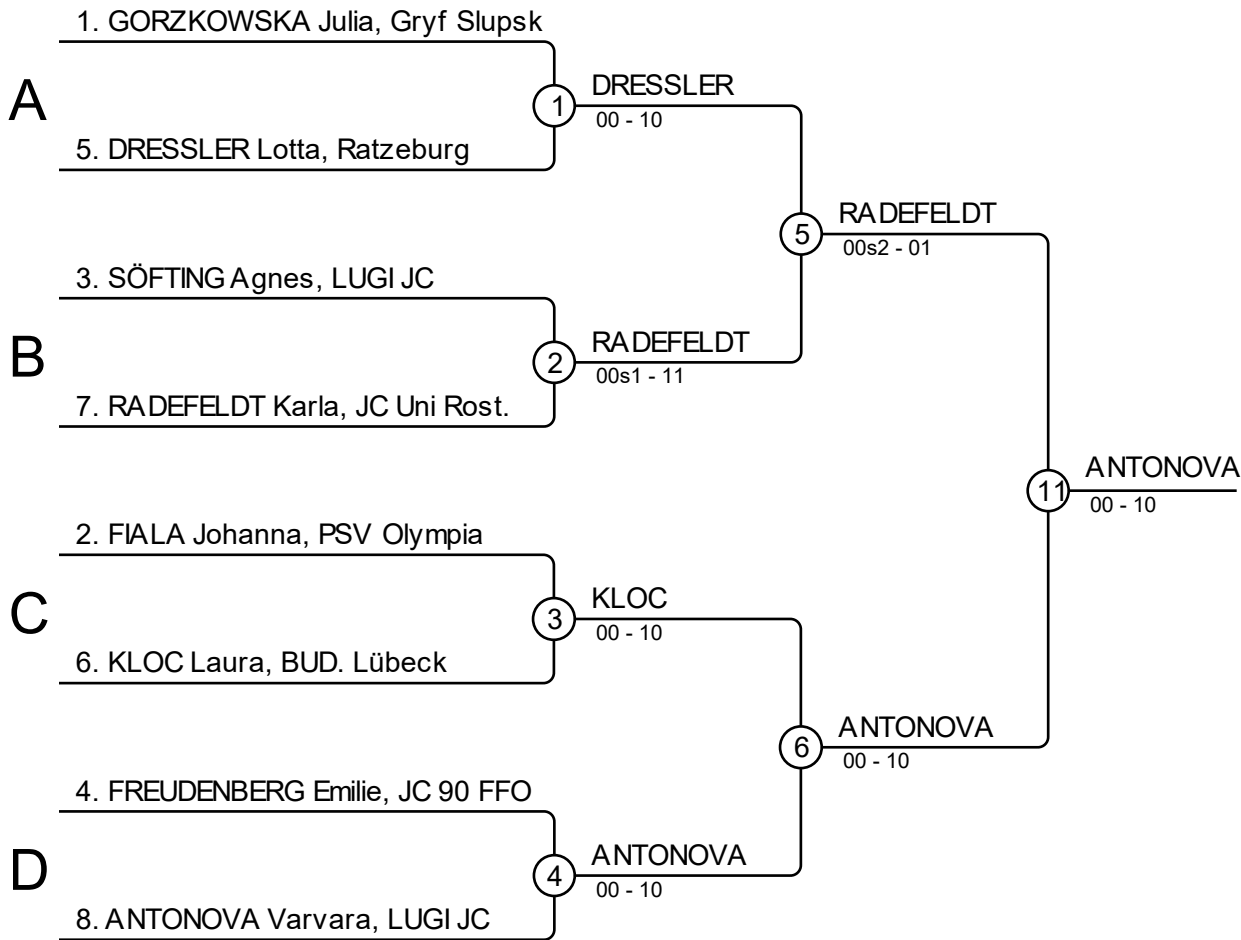 1. GORZKOWSKA Julia, Gryf Slupsk
A
1
DRESSLER
00 - 10
5. DRESSLER Lotta, Ratzeburg
5
RADEFELDT
00s2 - 01
3. SÖFTING Agnes, LUGI JC
B
2
RADEFELDT
00s1 - 11
7. RADEFELDT Karla, JC Uni Rost.
11
ANTONOVA
00 - 10
2. FIALA Johanna, PSV Olympia
C
3
KLOC
00 - 10
6. KLOC Laura, BUD. Lübeck
6
ANTONOVA
00 - 10
4. FREUDENBERG Emilie, JC 90 FFO
D
4
ANTONOVA
00 - 10
8. ANTONOVA Varvara, LUGI JC